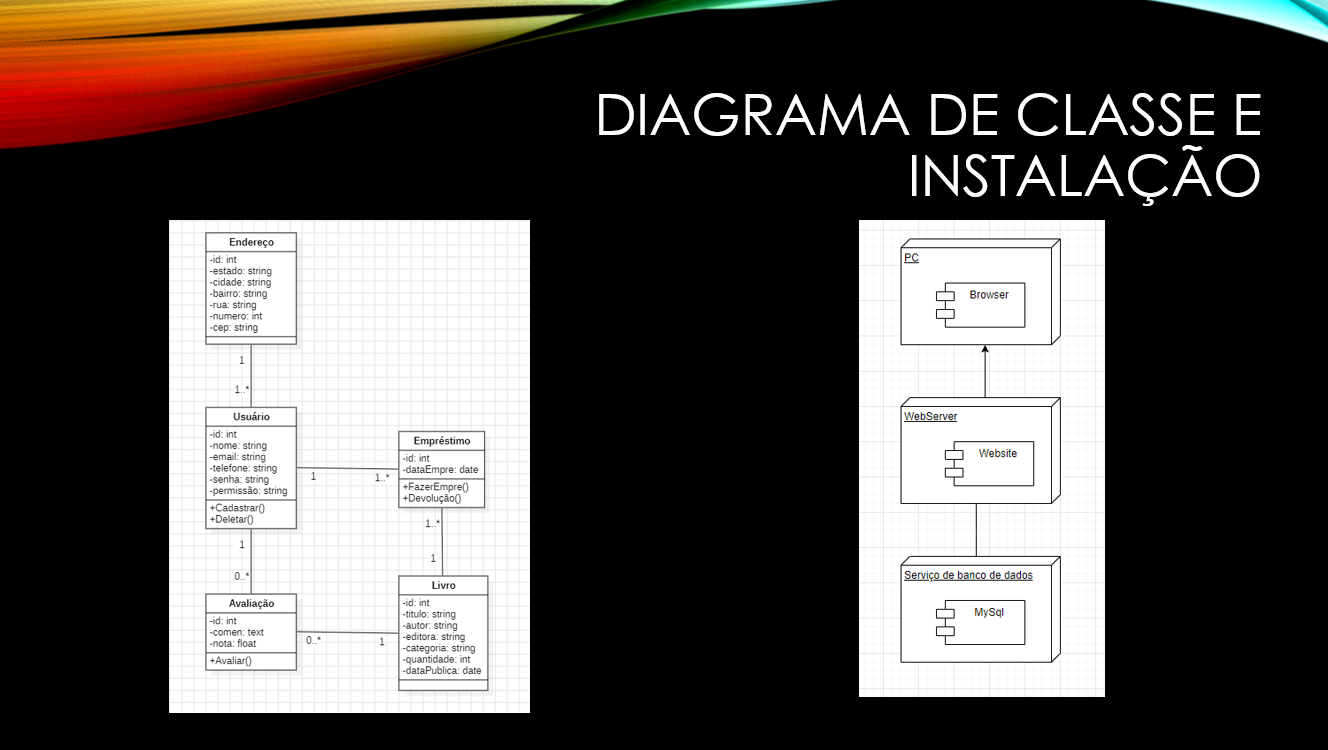 DIAGRAMA DE CLASSE E
INSTALAÇÃO
Endereço
-id: int
-estado: string
-cidade: string
-bairro: string
-rua: string
-numero: int
-cep: string
1
1..*
Usuário
-id: int
-nome: string
-email: string
-telefone: string
-senha: string
-permissão: string
+Cadastrar()
+Deletar()
1
1..*
Empréstimo
-id: int
-dataEmpre: date
+FazerEmpre()
+Devolução()
1..*
1
1
0..*
Avaliação
-id: int
-comen: text
-nota: float
+Avaliar()
0..*
1
Livro
-id: int
-titulo: string
-autor: string
-editora: string
-categoria: string
-quantidade: int
-dataPublica: date
PC
Browser
WebServer
Website
Serviço de banco de dados
MySql